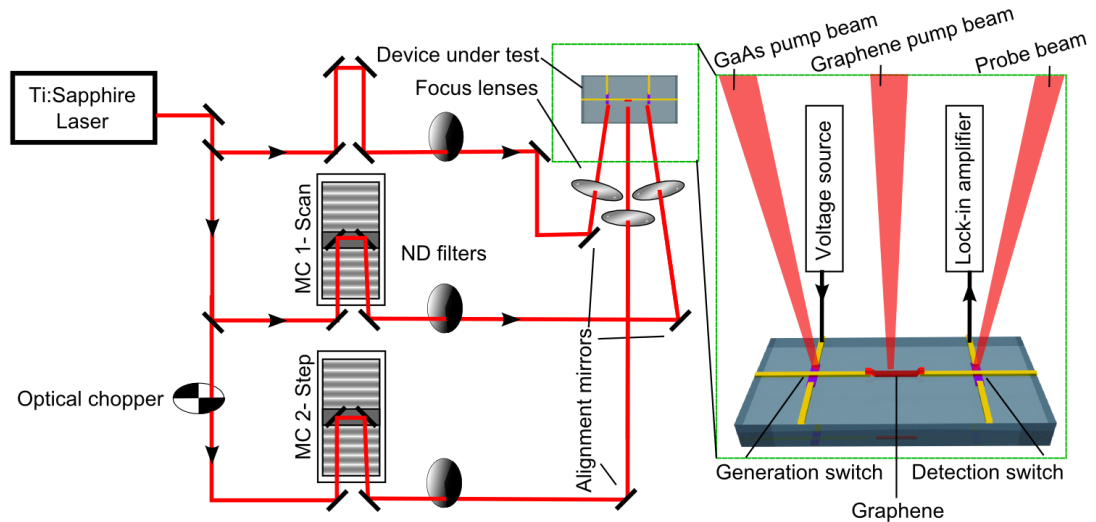 Ti:Sapphire
Laser
Device under test
Focus lenses
MC 1- Scan
ND filters
Optical chopper
MC 2- Step
Alignment mirrors
GaAs pump beam
Graphene pump beam
Probe beam
Voltage source
Lock-in amplifier
Generation switch
Detection switch
Graphene